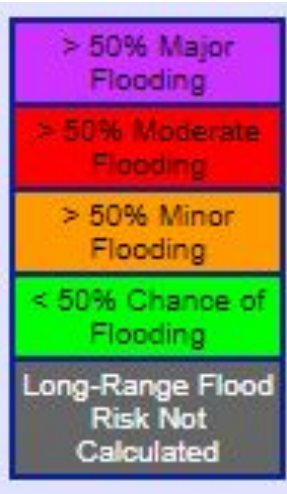 > 50% Major
Flooding
> 50% Moderate
Flooding
> 50% Minor
Flooding
< 50% Chance of
Flooding
Long-Range Flood
Risk Not
Calculated